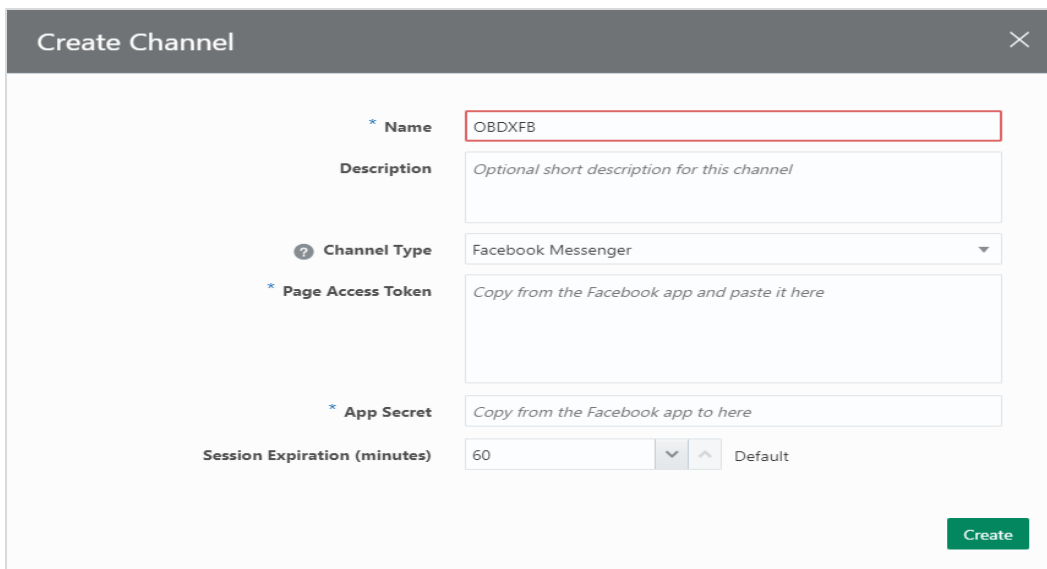 Create Channel
* Name OBDXFB
Description Optional short description for this channel
? Channel Type Facebook Messenger
* Page Access Token Copy from the Facebook app and paste it here
* App Secret Copy from the Facebook app to here
Session Expiration (minutes) 60 Default
Create